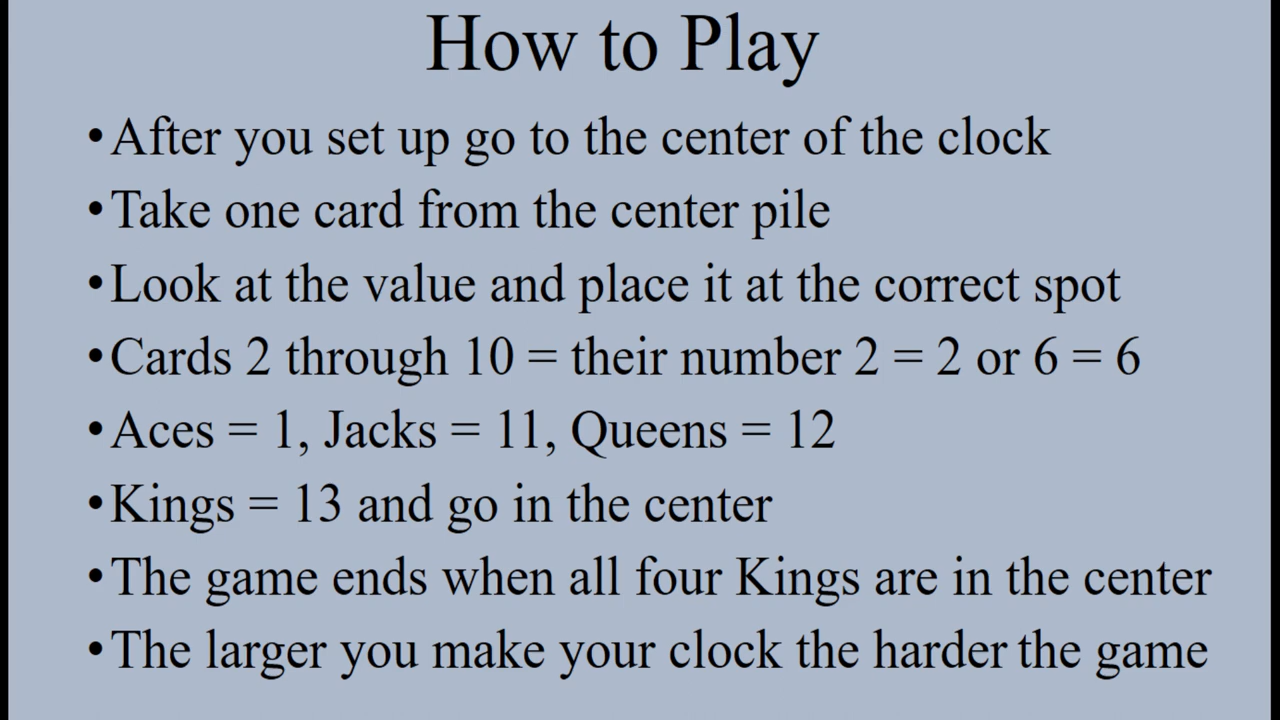 How to Play
•After you set up go to the center of the clock
•Take one card from the center pile
•Look at the value and place it at the correct spot
•Cards 2 through 10 = their number 2 = 2 or 6 = 6
•Aces = 1, Jacks = 11, Queens = 12
•Kings = 13 and go in the center
•The game ends when all four Kings are in the center
•The larger you make your clock the harder the game